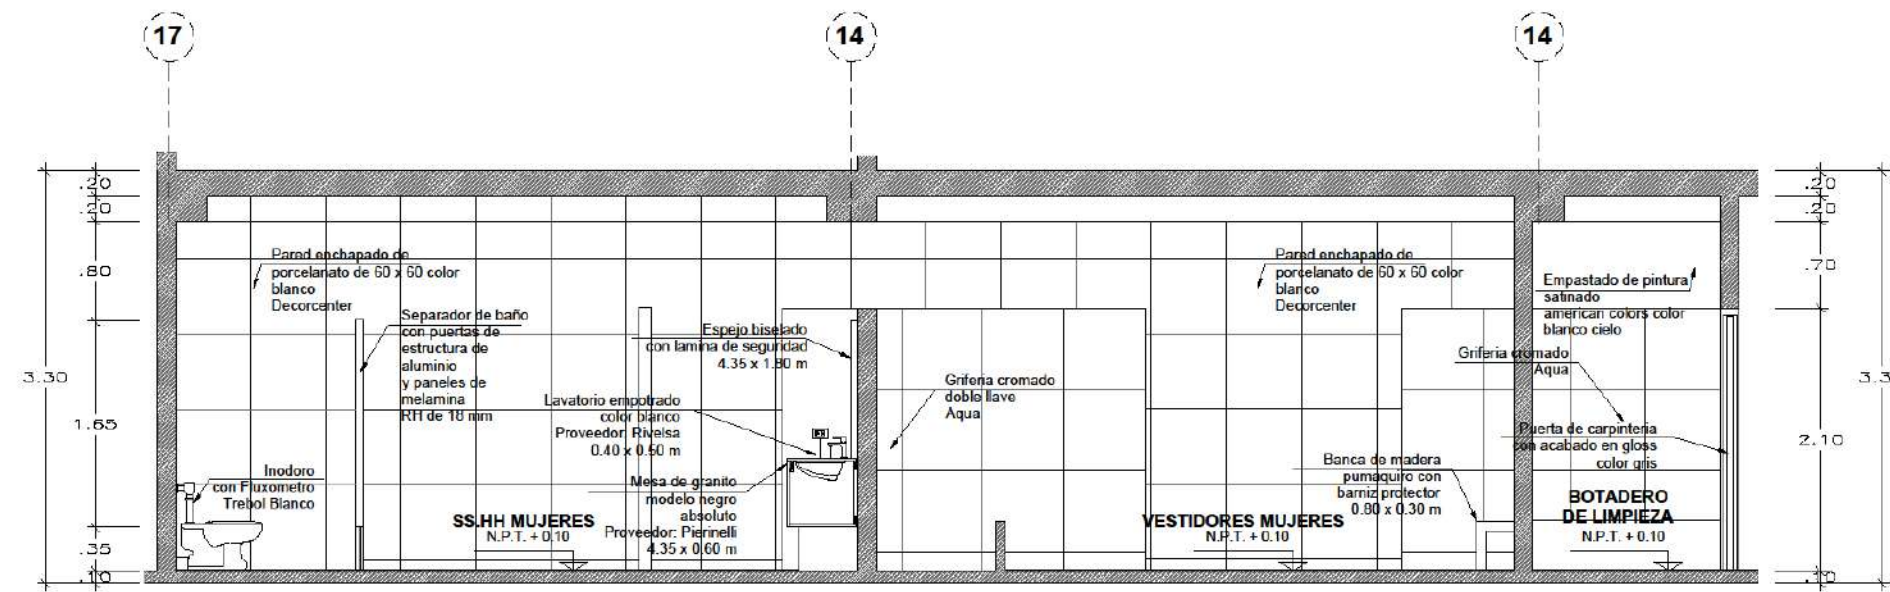 17
14
14
.20
.20
.80
3.30
1.65
.35
.10
Pared enchapado de
porcelanato de 60 x 60 color
blanco
Decorcenter
Separador de baño
con puertas de
estructura de
aluminio
y paneles de
melamina
RH de 18 mm
Inodoro
con Fluxometro
Trebol Blanco
SS.HH MUJERES
N.P.T. + 0.10
Espejo biselado
con lamina de seguridad
4.35 x 1.80 m
Lavatorio empotrado
color blanco
Proveedor: Rivelsa
0.40 x 0.50 m
Mesa de granito
modelo negro
absoluto
Proveedor: Pierinelli
4.35 x 0.60 m
Griferia cromado
doble llave
Aqua
Pared enchapado de
porcelanato de 60 x 60 color
blanco
Decorcenter
VESTIDORES MUJERES
N.P.T. + 0.10
Banca de madera
pumaquiro con
barniz protector
0.80 x 0.30 m
Empastado de pintura
satinado
american colors color
blanco cielo
Griferia cromado
Aqua
Puerta de carpinteria
con acabado en gloss
color gris
BOTADERO
DE LIMPIEZA
N.P.T. + 0.10
.20
.20
.70
3.3
2.10
.10